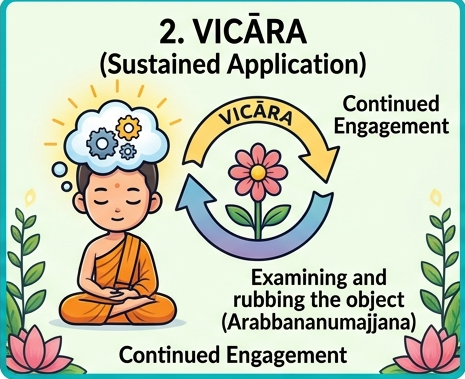 2. VICĀRA
(Sustained Application)
VICĀRA
Continued
Engagement
Examining and
rubbing the object
(Arabbananumajjana)
Continued Engagement